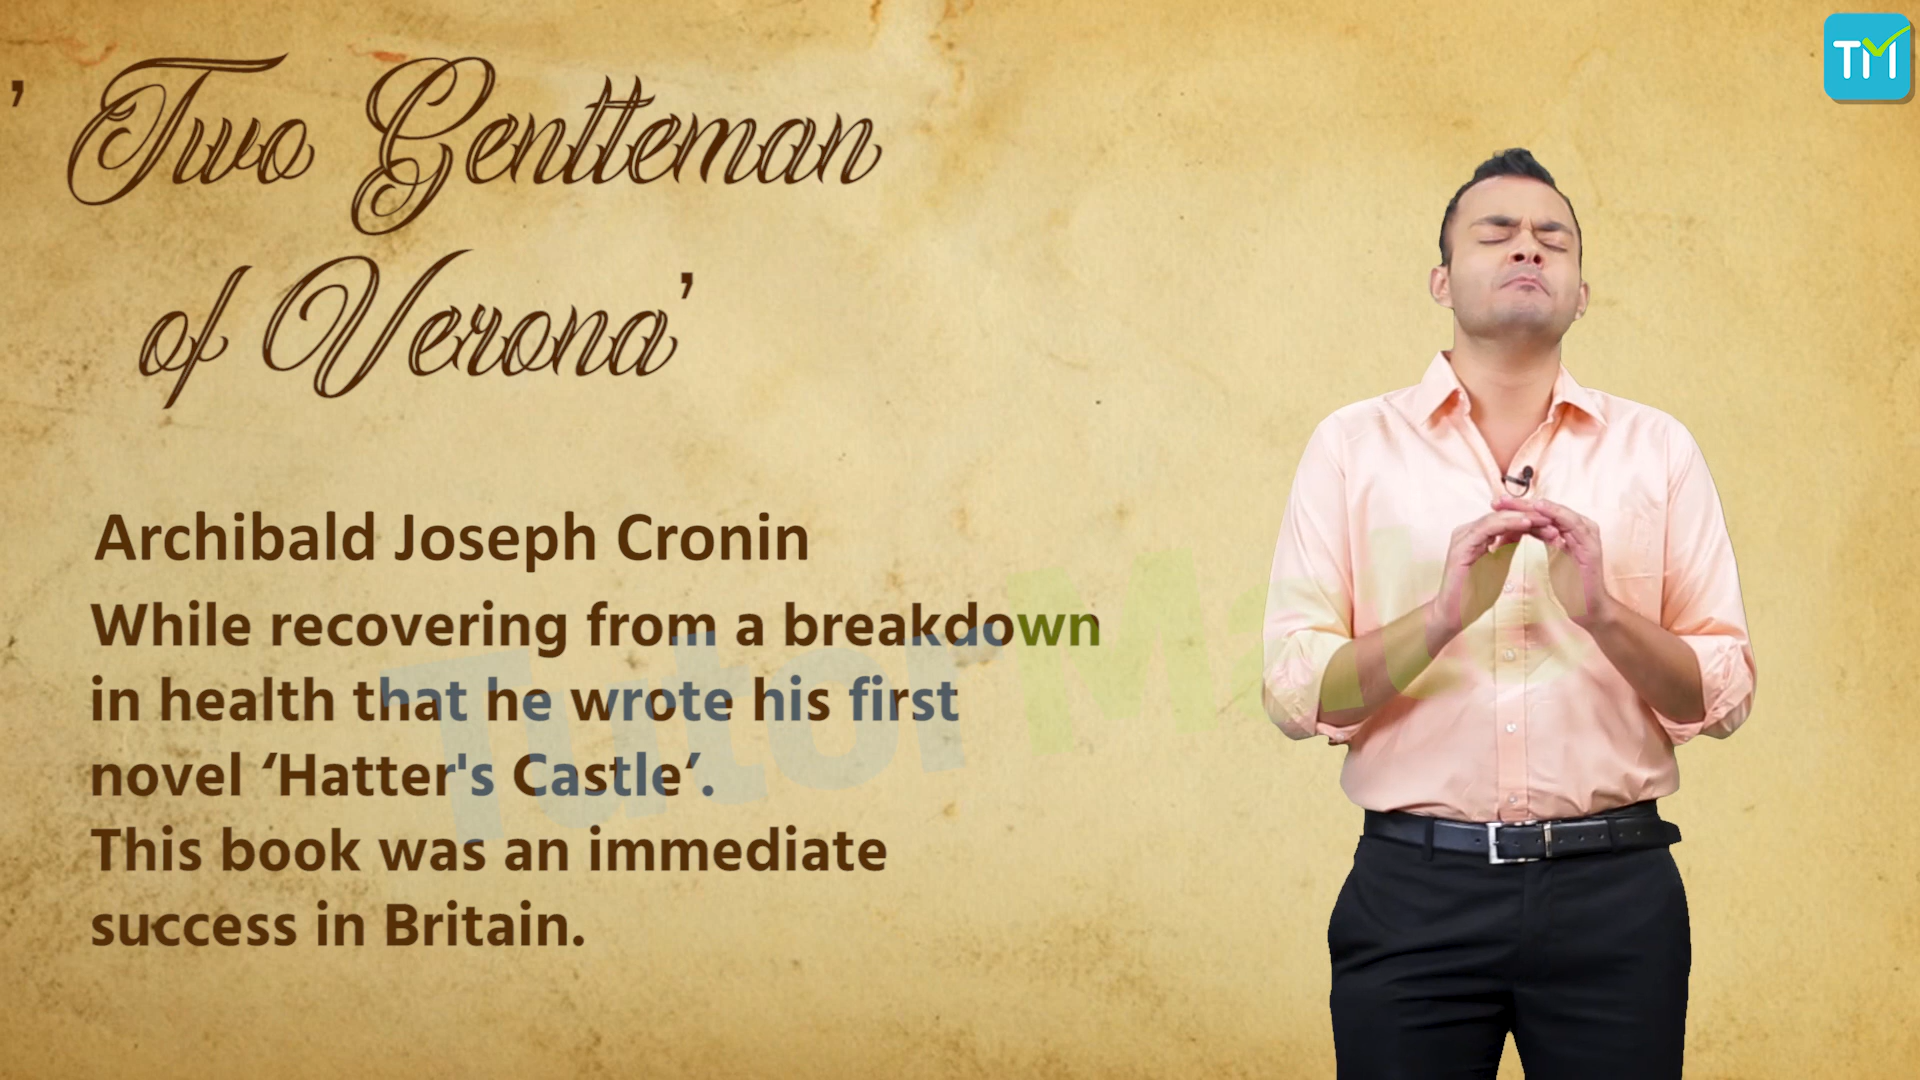 ’ Two Gentteman
of Verona’
Archibald Joseph Cronin
While recovering from a breakdown
in health that he wrote his first
novel ‘Hatter's Castle’.
This book was an immediate
success in Britain.
TutorMate
TM